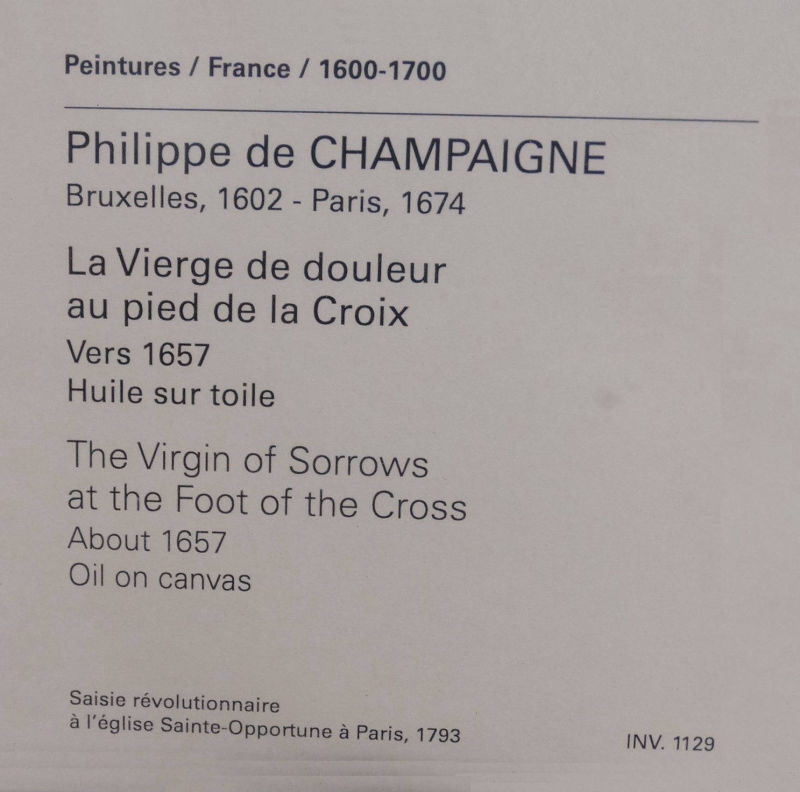 Peintures / France / 1600-1700
Philippe de CHAMPAIGNE
Bruxelles, 1602 - Paris, 1674
La Vierge de douleur
au pied de la Croix
Vers 1657
Huile sur toile
The Virgin of Sorrows
at the Foot of the Cross
About 1657
Oil on canvas
Saisie révolutionnaire
à l'église Sainte-Opportune à Paris, 1793
INV. 1129